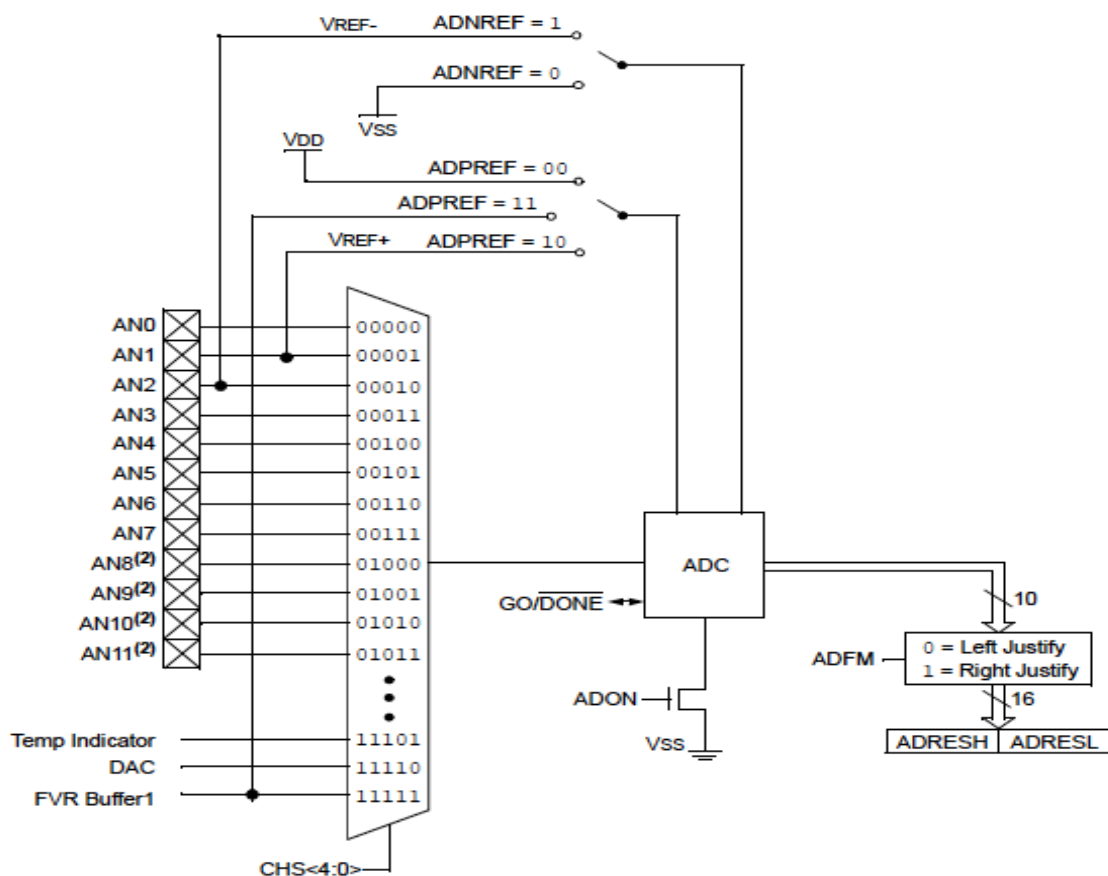 VREF- ADNREF = 1
ADNREF = 0
VSS
VDD
ADPREF = 00
ADPREF = 11
VREF+ ADPREF = 10
AN0 00000
AN1 00001
AN2 00010
AN3 00011
AN4 00100
AN5 00101
AN6 00110
AN7 00111
AN8(2) 01000
AN9(2) 01001
AN10(2) 01010
AN11(2) 01011
Temp Indicator 11101
DAC 11110
FVR Buffer1 11111
CHS<4:0>
ADC
GO/DONE
ADON
VSS
10
ADFM
0 = Left Justify
1 = Right Justify
16
ADRESH ADRESL